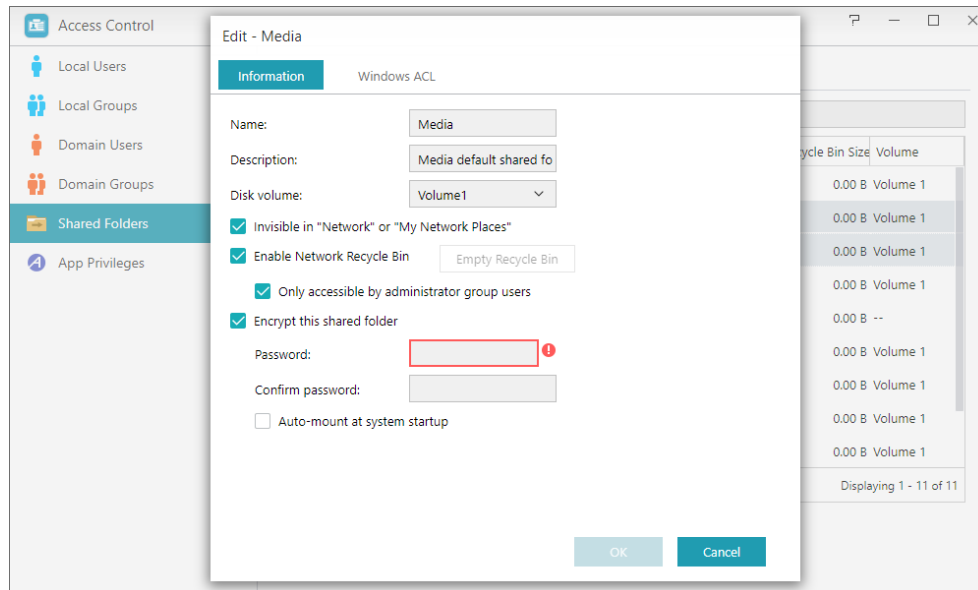 Access Control
Local Users
Local Groups
Domain Users
Domain Groups
Shared Folders
App Privileges
Edit - Media
Information
Windows ACL
Name:
Media
Description:
Media default shared fo
Disk volume:
Volume1
Invisible in "Network" or "My Network Places"
Enable Network Recycle Bin
Empty Recycle Bin
Only accessible by administrator group users
Encrypt this shared folder
Password:
Confirm password:
Auto-mount at system startup
OK
Cancel
ycle Bin Size Volume
0.00 B Volume 1
0.00 B Volume 1
0.00 B Volume 1
0.00 B Volume 1
0.00 B --
0.00 B Volume 1
0.00 B Volume 1
0.00 B Volume 1
0.00 B Volume 1
Displaying 1 - 11 of 11